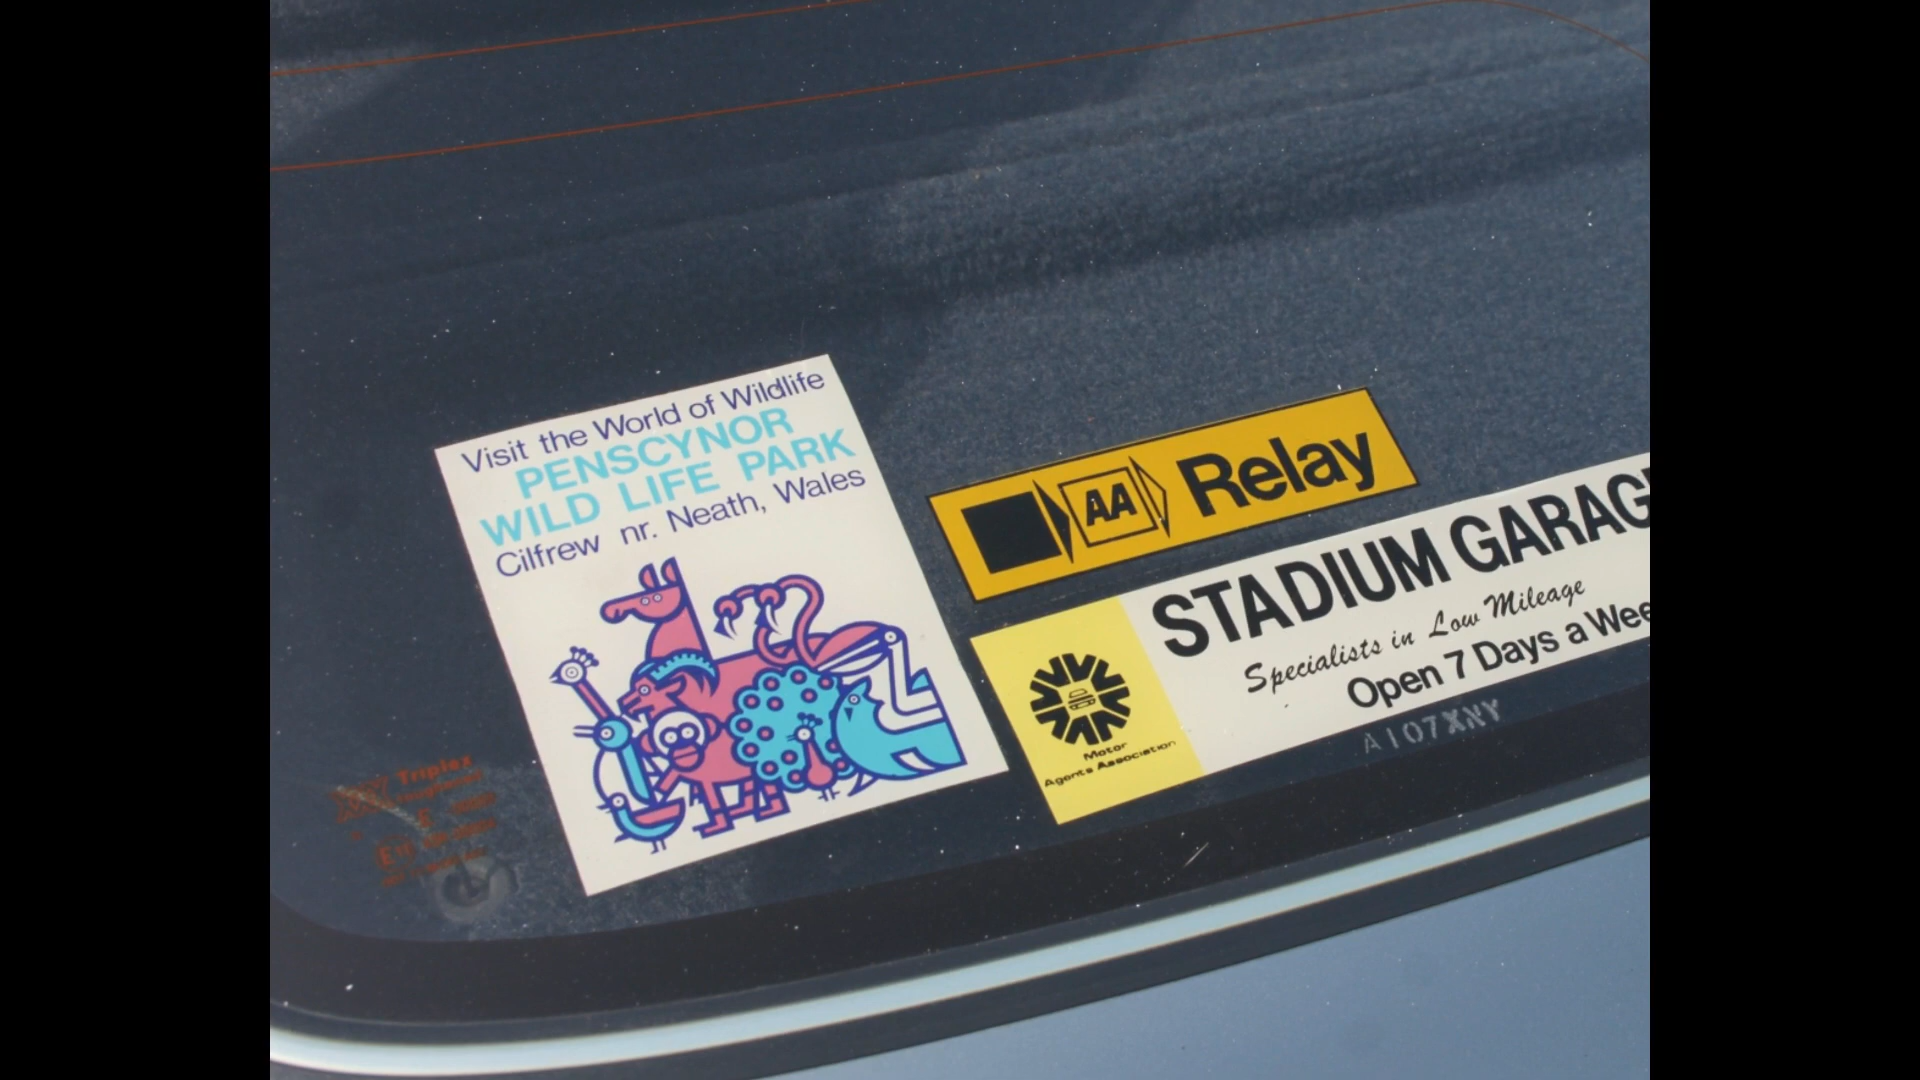 Visit the World of Wildlife
PENSCYNOR
WILD LIFE PARK
Cilfrew nr. Neath, Wales
AA Relay
STADIUM GARAG
Specialists in Low Mileage
Open 7 Days a Wee
Motor
Agents Association
A107XNY
Triplex
E
E11